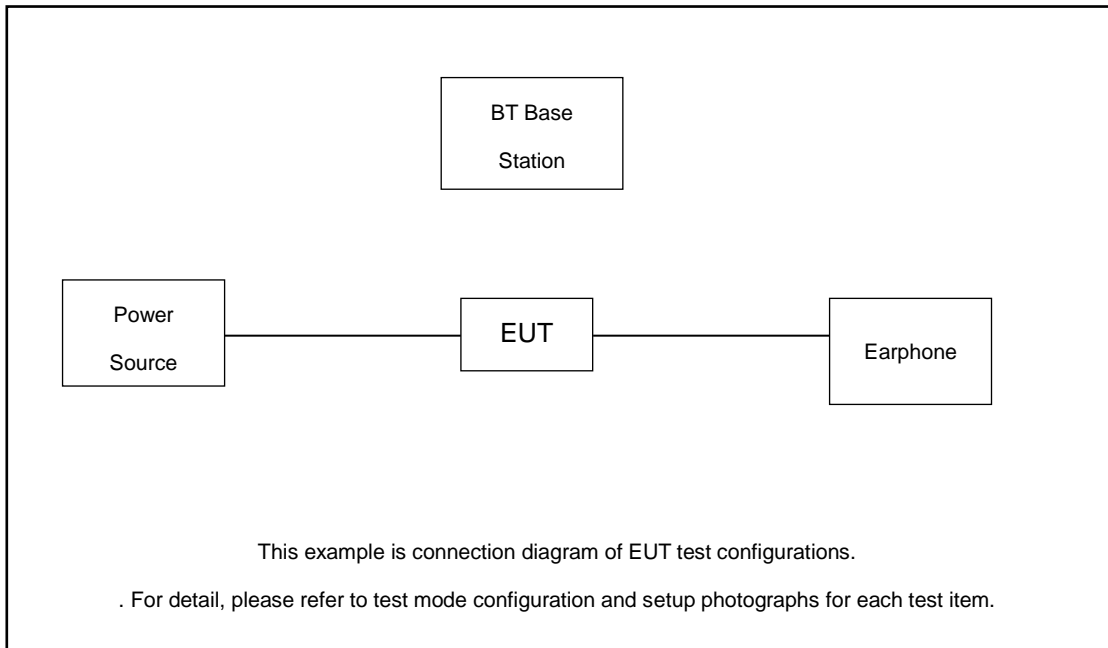 BT Base
Station
Power
Source
EUT
Earphone
This example is connection diagram of EUT test configurations.
. For detail, please refer to test mode configuration and setup photographs for each test item.